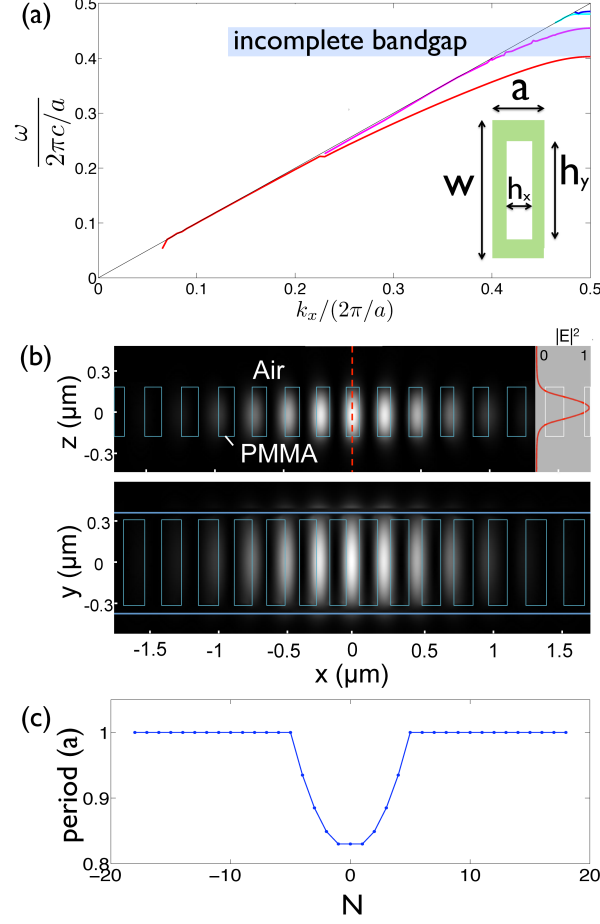 (a)
0.5
0.4
0.3
0.2
0.1
0
ω
2πc/a
incomplete bandgap
a
w
hx
hy
0
0.1
0.2
0.3
0.4
0.5
kx/(2π/a)
(b)
|E|²
0 1
Air
PMMA
0.3
0
-0.3
z (μm)
0.3
0
-0.3
y (μm)
-1.5 -1 -0.5 0 0.5 1 1.5
x (μm)
(c)
1
0.9
0.8
period (a)
−20 −10 0 10 20
N